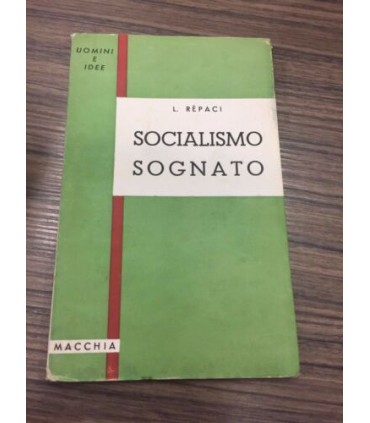 UOMINI
E
IDEE
L. RÈPACI
SOCIALISMO
SOGNATO
MACCHIA